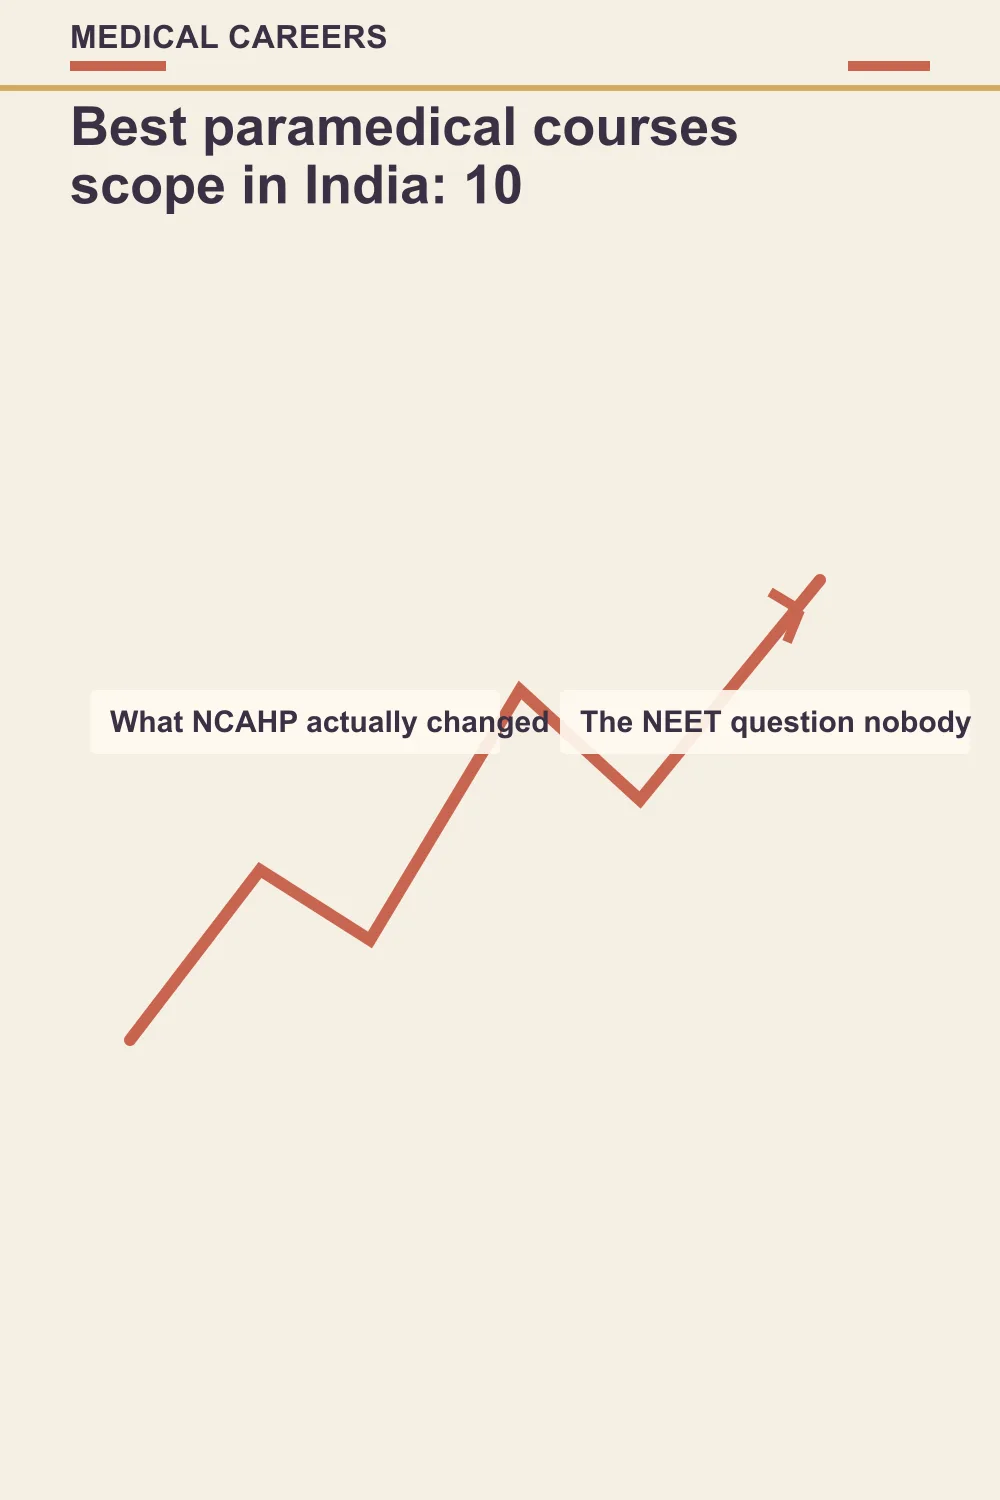 MEDICAL CAREERS
Best paramedical courses
scope in India: 10
What NCAHP actually changed
The NEET question nobody